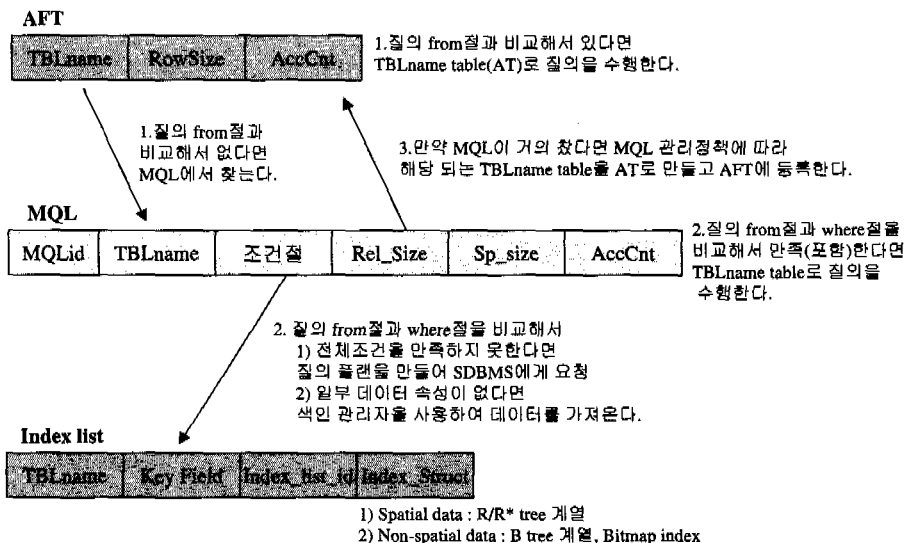 AFT
TBLname RowSize AccCnt
1.질의 from절과 비교해서 있다면
TBLname table(AT)로 질의을 수행한다.
1.질의 from절과
비교해서 없다면
MQL에서 찾는다.
3.만약 MQL이 거의 찼다면 MQL 관리정책에 따라
해당 되는 TBLname table을 AT로 만들고 AFT에 등록한다.
MQL
MQLid TBLname 조건절 Rel_Size Sp_size AccCnt
2.질의 from절과 where절을
비교해서 만족(포함)한다면
TBLname table로 질의을
수행한다.
2. 질의 from절과 where절을 비교해서
1) 전체조건을 만족하지 못한다면
질의 플랜을 만들어 SDBMS에게 요청
2) 일부 데이터 속성이 없다면
색인 관리자을 사용하여 데이터를 가져온다.
Index list
TBLname Key Field Index_list_id Index_Struct
1) Spatial data : R/R* tree 계열
2) Non-spatial data : B tree 계열, Bitmap index